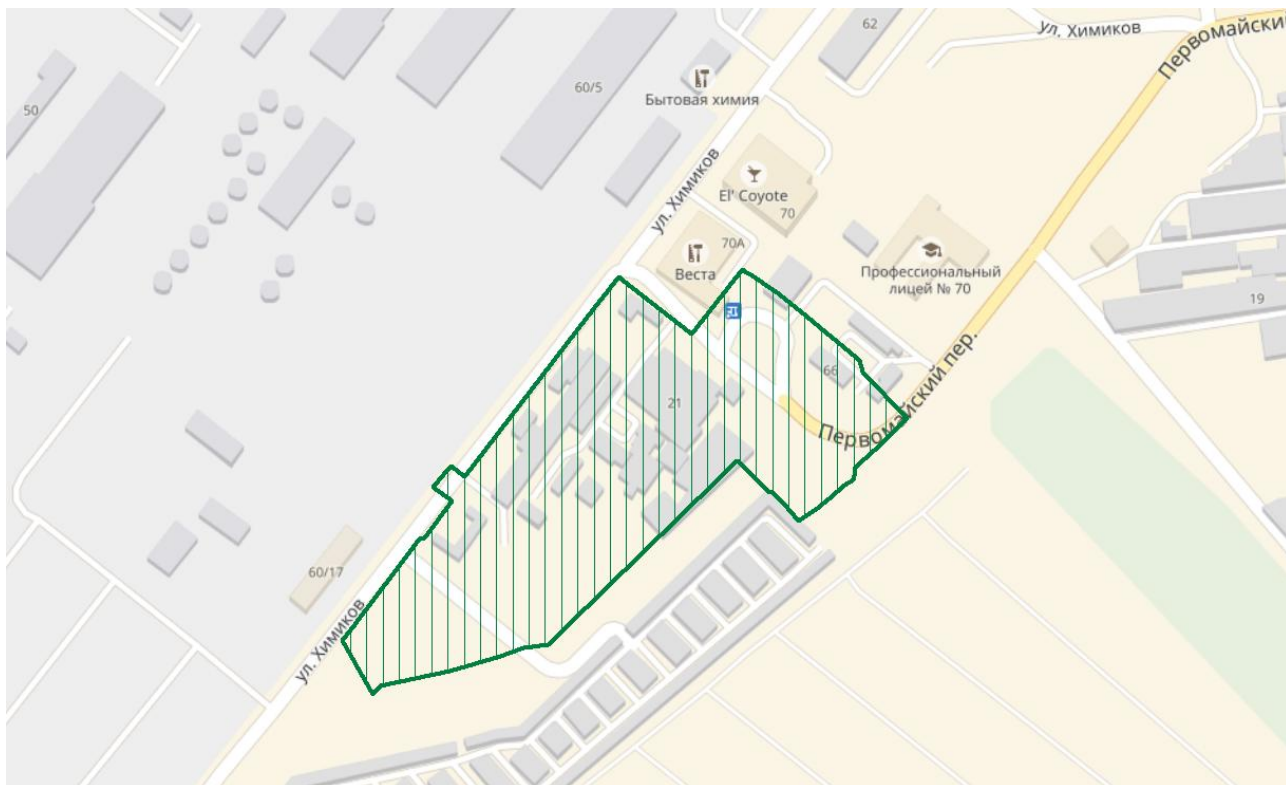 62
ул. Химиков
Первомайский
50
60/5
Бытовая химия
ул. Химиков
El' Coyote
70
70А
Веста
Профессиональный
лицей № 70
19
66
21
Первомайский пер.
60/17
ул. Химиков